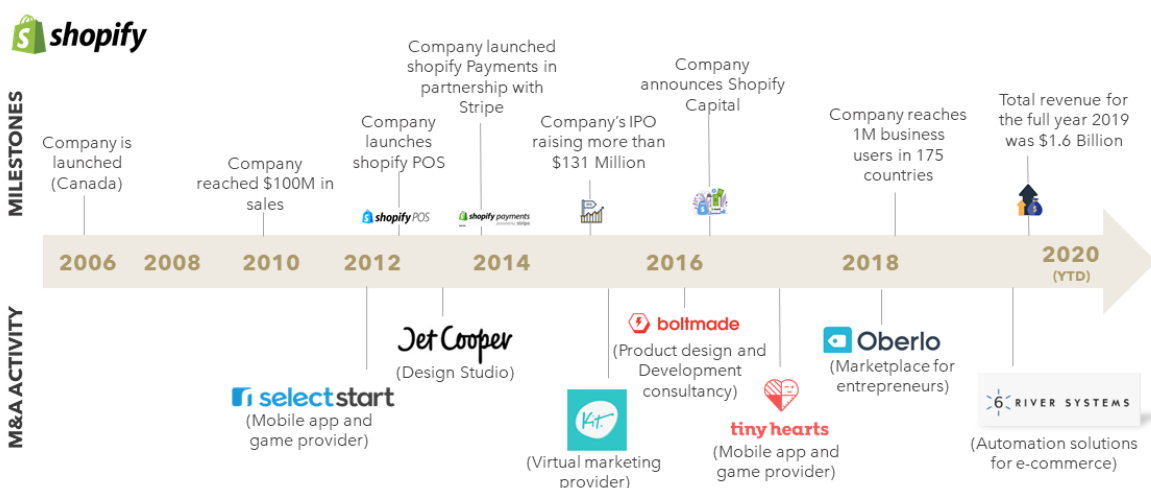 shopify
MILESTONES
Company is
launched
(Canada)
Company
reached $100M in
sales
Company
launches
shopify POS
shopify POS
Company launched
shopify Payments in
partnership with
Stripe
shopify payments
Company's IPO
raising more than
$131 Million
Company
announces Shopify
Capital
Company reaches
1M business
users in 175
countries
Total revenue for
the full year 2019
was $1.6 Billion
2006 2008 2010 2012 2014 2016 2018 2020
(YTD)
M&A ACTIVITY
selectstart
(Mobile app and
game provider)
Jet Cooper
(Design Studio)
Kit.
(Virtual marketing
provider)
boltmade
(Product design and
Development
consultancy)
tiny hearts
(Mobile app and
game provider)
Oberlo
(Marketplace for
entrepreneurs)
6 RIVER SYSTEMS
(Automation solutions
for e-commerce)